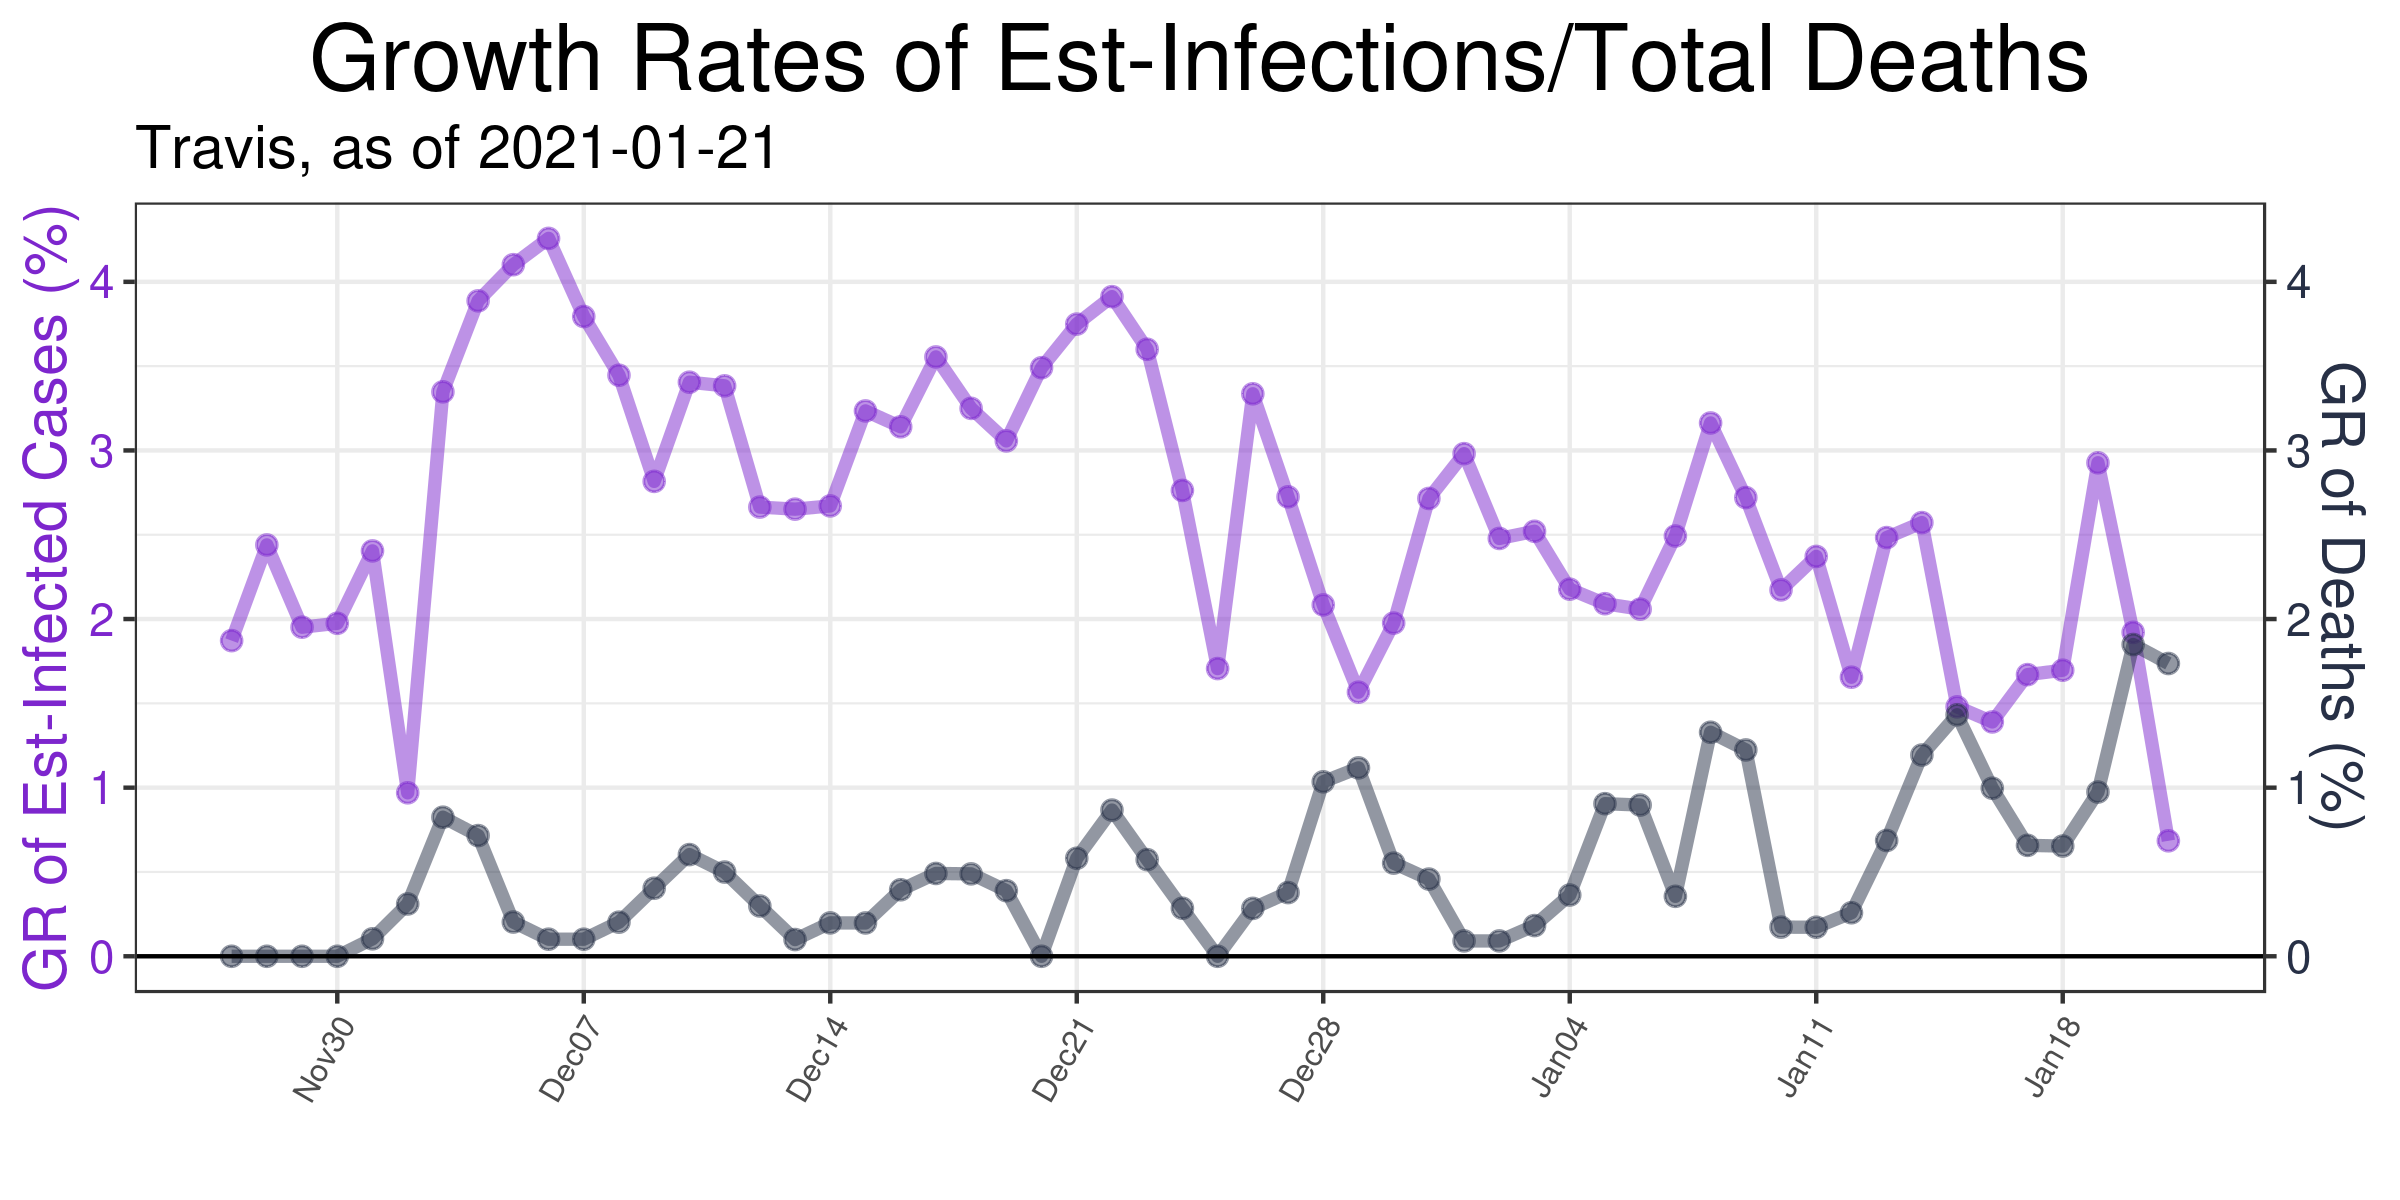 Growth Rates of Est-Infections/Total Deaths
Travis, as of 2021-01-21
GR of Est-Infected Cases (%)
4
3
2
1
0
4
3
2
1
0
GR of Deaths (%)
Nov30
Dec07
Dec14
Dec21
Dec28
Jan04
Jan11
Jan18